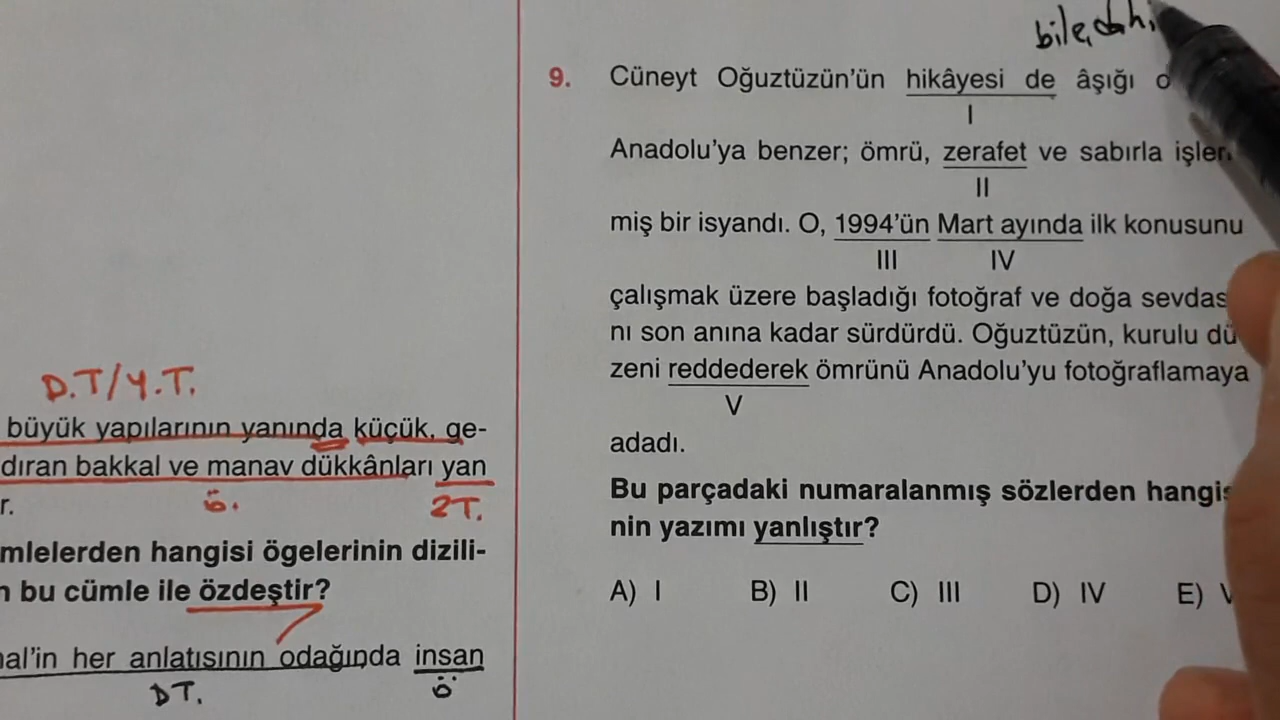 D.T/Y.T.
büyük yapılarının yanında küçük, ge-
dıran bakkal ve manav dükkânları yan
r.
ö.
ZT.
mlelerden hangisi ögelerinin dizili-
bu cümle ile özdeştir?
al'in her anlatısının odağında insan
DT.
ö
bile, dahi
9. Cüneyt Oğuztüzün'ün hikâyesi de âşığı
I
Anadolu'ya benzer; ömrü, zerafet ve sabırla işlen
II
miş bir isyandı. O, 1994'ün Mart ayında ilk konusunu
III IV
çalışmak üzere başladığı fotoğraf ve doğa sevdas
nı son anına kadar sürdürdü. Oğuztüzün, kurulu dü
zeni reddederek ömrünü Anadolu'yu fotoğraflamaya
V
adadı.
Bu parçadaki numaralanmış sözlerden hangis
nin yazımı yanlıştır?
A) I B) II C) III D) IV E) V